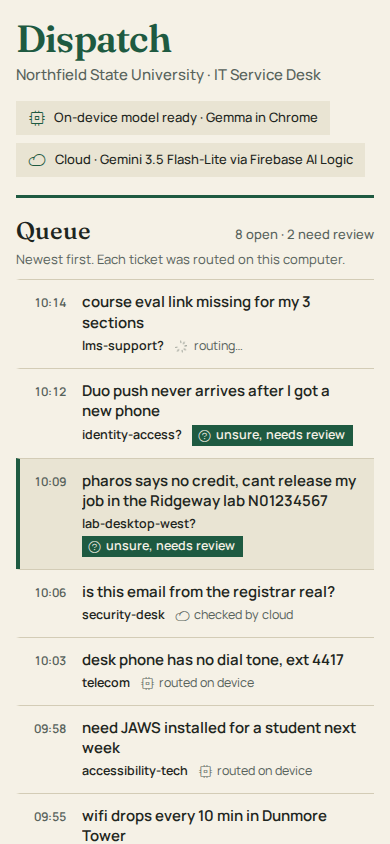 Dispatch
Northfield State University · IT Service Desk
On-device model ready · Gemma in Chrome
Cloud · Gemini 3.5 Flash-Lite via Firebase AI Logic
Queue
8 open · 2 need review
Newest first. Each ticket was routed on this computer.
10:14
course eval link missing for my 3
sections
lms-support? routing...
10:12
Duo push never arrives after I got a
new phone
identity-access? unsure, needs review
10:09
pharos says no credit, cant release my
job in the Ridgeway lab N01234567
lab-desktop-west?
unsure, needs review
10:06
is this email from the registrar real?
security-desk checked by cloud
10:03
desk phone has no dial tone, ext 4417
telecom routed on device
09:58
need JAWS installed for a student next
week
accessibility-tech routed on device
09:55
wifi drops every 10 min in Dunmore
Tower